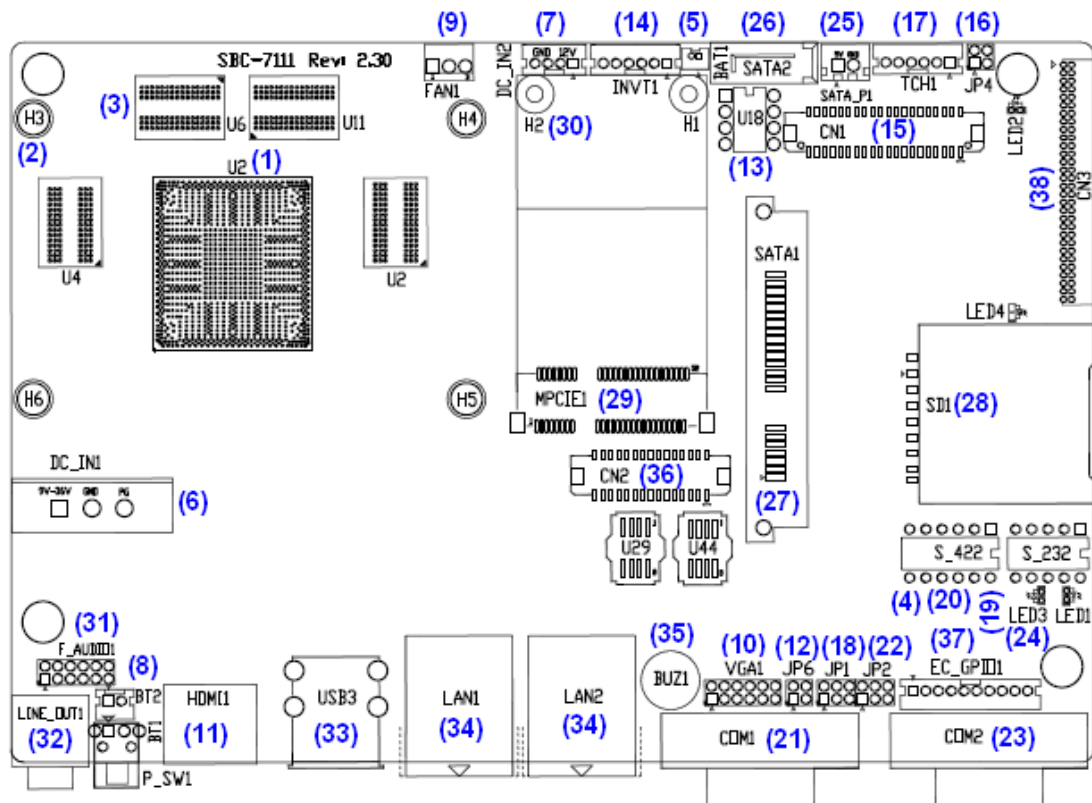 (9) (7) (14) (5) (26) (25) (17) (16)
SBC-7111 Rev: 2.30
FAN1
DC_IN2
GND 12V
INVT1
BAT1
SATA2
5V GND
SATA_P1
TCH1
JP4
(3)
U6
U11
H3
H4
H2
(30)
H1
U18
CN1
(15)
LED2
(2)
(1)
U2
(13)
(38)
CN3
U4
U2
SATA1
LED4
H6
H5
MPCIE1
(29)
SD1
(28)
DC_IN1
9V-36V GND PG
(6)
CN2
(36)
(27)
U29
U44
S_422
S_232
(4)
(20)
(19)
LED3
LED1
(31)
F_AUDIO1
(8)
(35)
(10)
(12)
(18)
(22)
(37)
(24)
VGA1
JP6
JP1
JP2
EC_GPIO1
BUZ1
BT2
LINE_OUT1
(32)
BT1
HDMI1
(11)
USB3
(33)
LAN1
(34)
LAN2
(34)
COM1
(21)
COM2
(23)
P_SW1